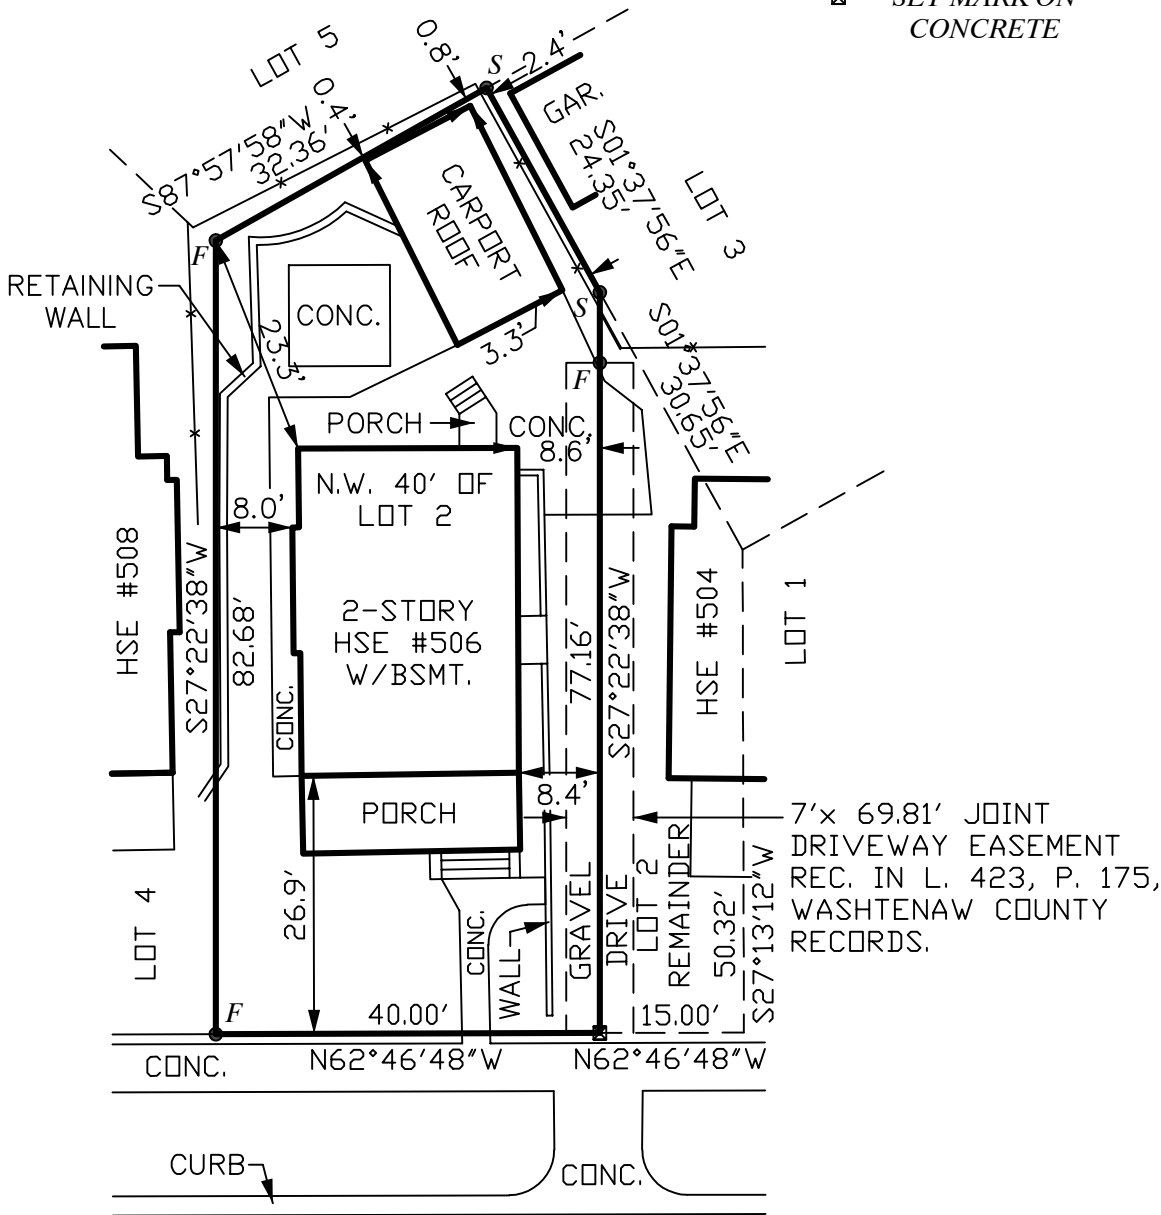 SET MARK ON
CONCRETE
LOT 5
0.8'
S
2.4'
0.4'
GAR.
S87°57'58"W
32.36'
S01°37'56"E
24.35'
LOT 3
CARPORT
ROOF
F
RETAINING
WALL
CONC.
23.3'
3.3'
S
S01°37'56"E
30.65'
F
PORCH
CONC.
8.6'
N.W. 40' OF
LOT 2
8.0'
HSE #508
S27°22'38"W
82.68'
2-STORY
HSE #506
W/BSMT.
77.16'
S27°22'38"W
HSE #504
LOT 1
CONC.
8.4'
PORCH
7'x 69.81' JOINT
DRIVEWAY EASEMENT
REC. IN L. 423, P. 175,
WASHTENAW COUNTY
RECORDS.
LOT 4
26.9'
CONC.
WALL
GRAVEL
DRIVE
LOT 2
REMAINDER
50.32'
S27°13'12"W
F
40.00'
15.00'
CONC.
N62°46'48"W
N62°46'48"W
CURB
CONC.